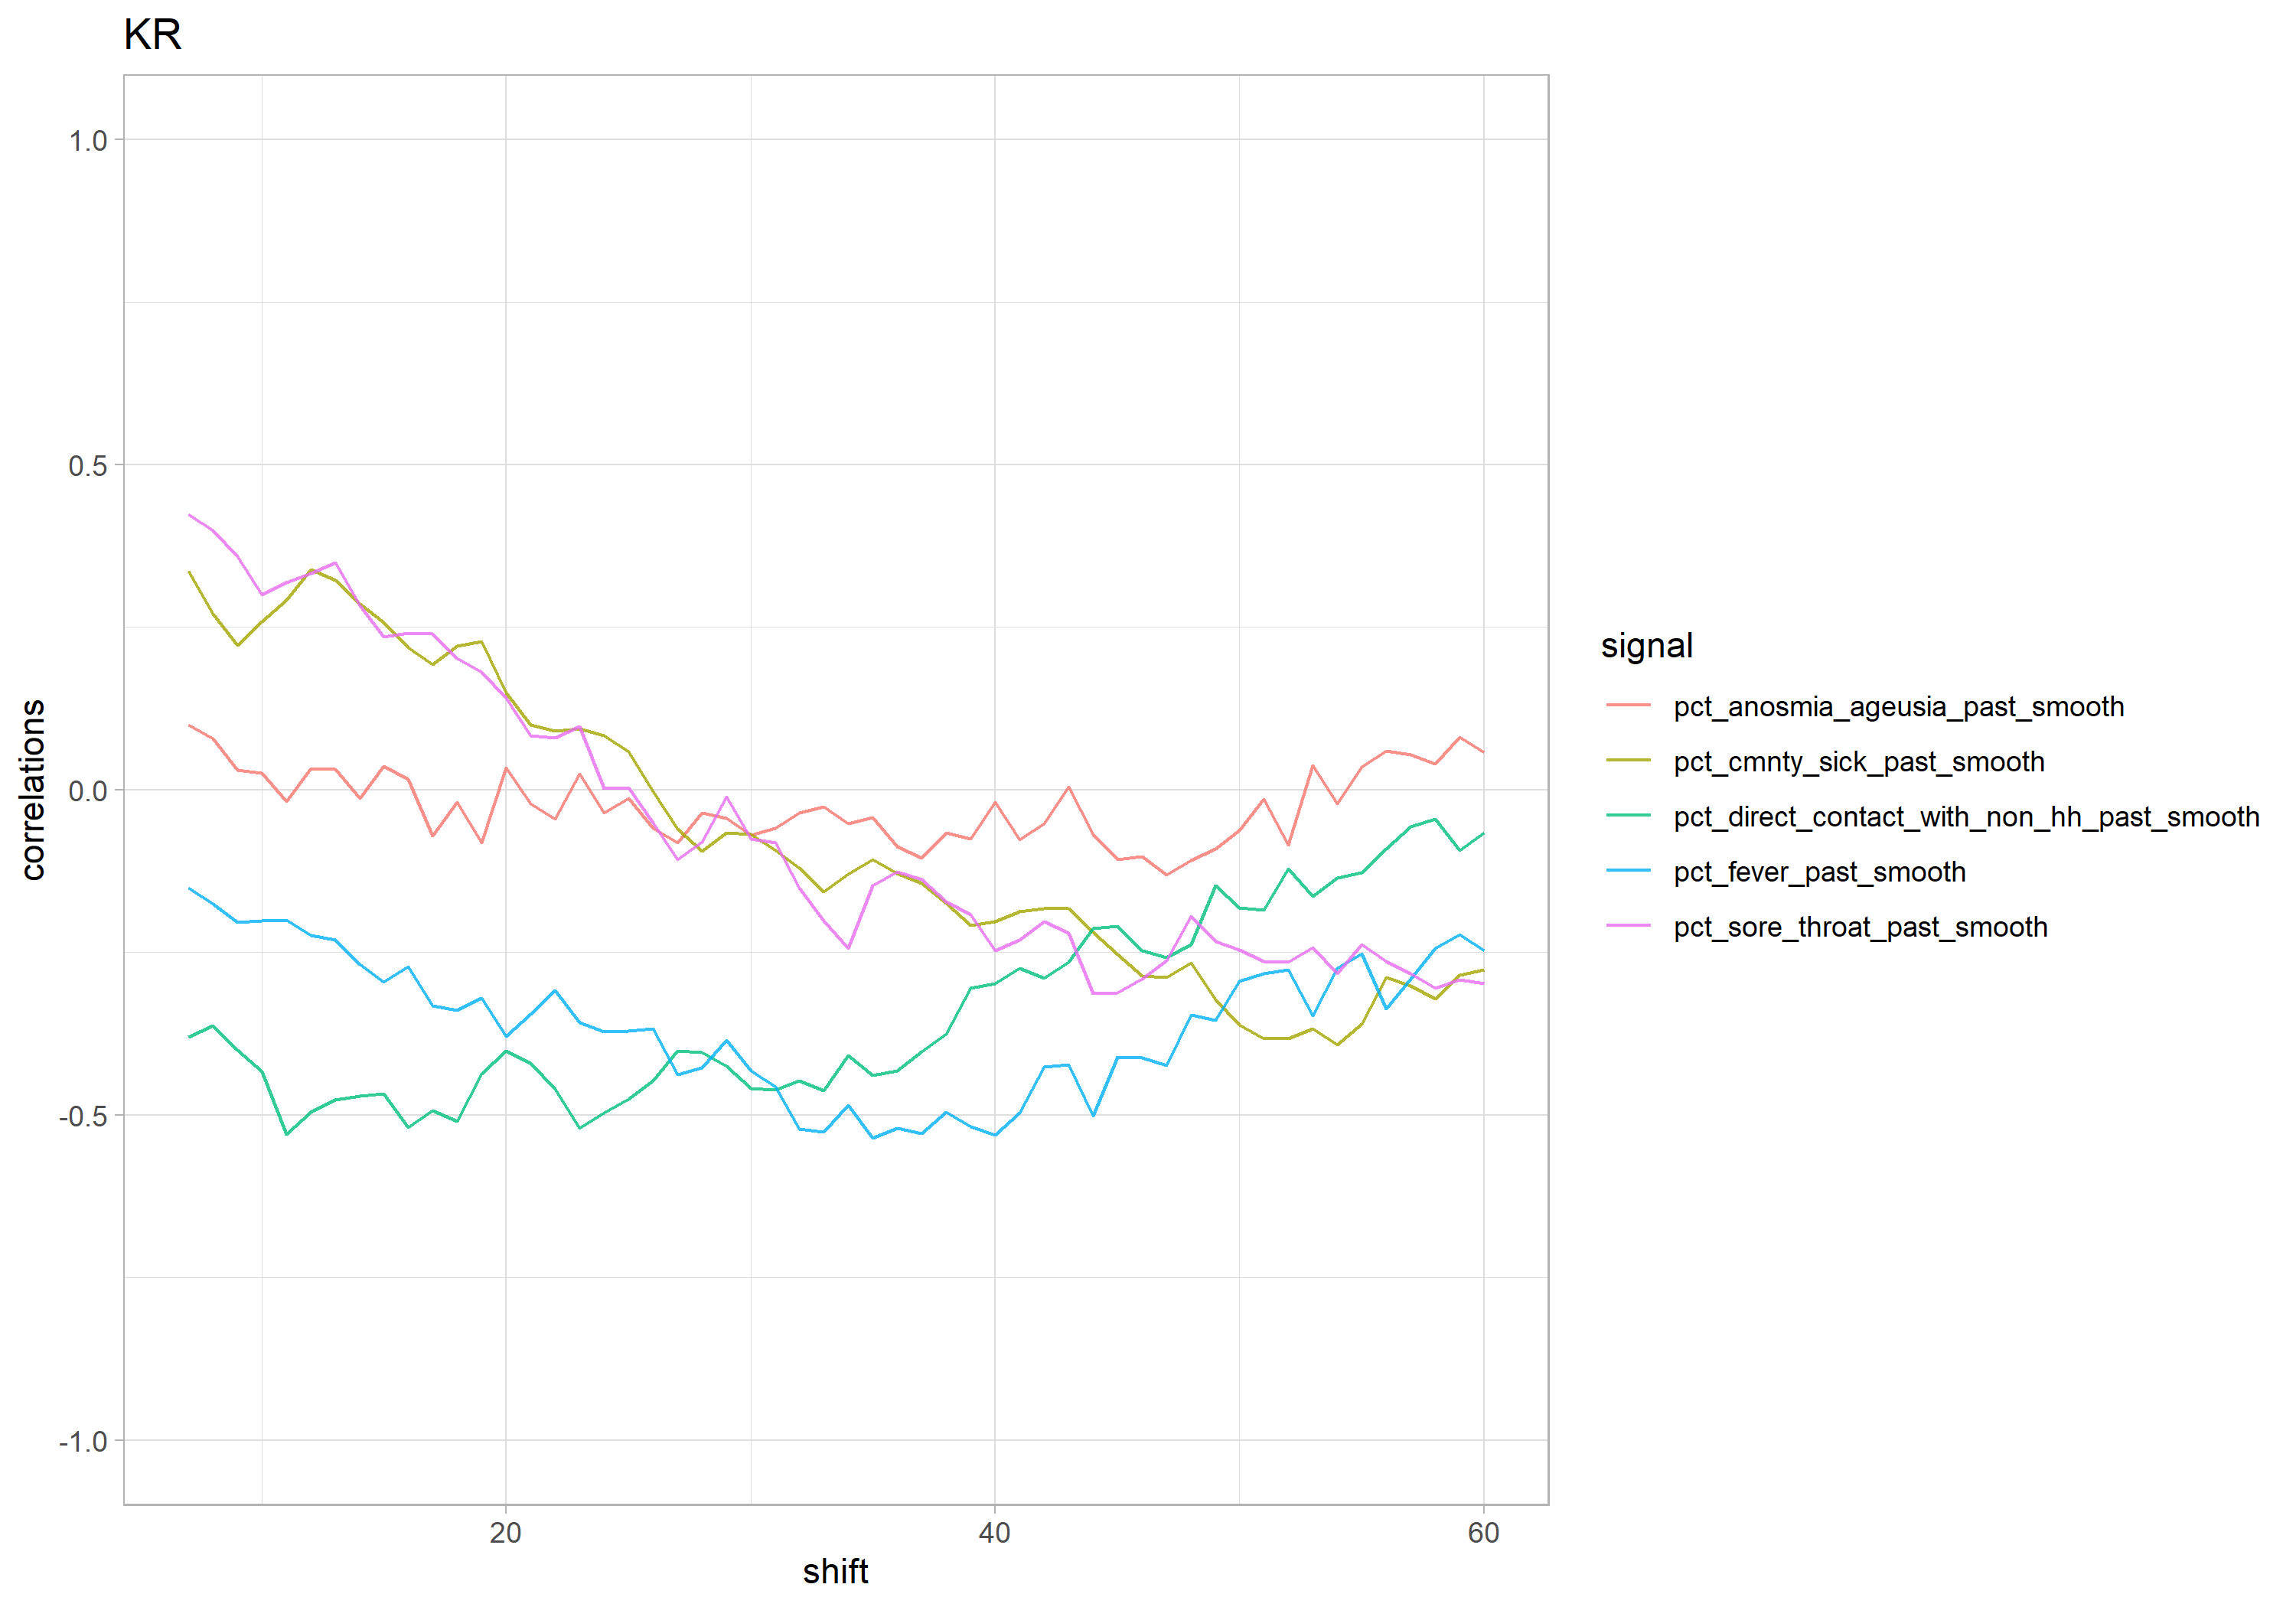 KR
1.0
0.5
0.0
-0.5
-1.0
correlations
20 40 60
shift
signal
pct_anosmia_ageusia_past_smooth
pct_cmnty_sick_past_smooth
pct_direct_contact_with_non_hh_past_smooth
pct_fever_past_smooth
pct_sore_throat_past_smooth